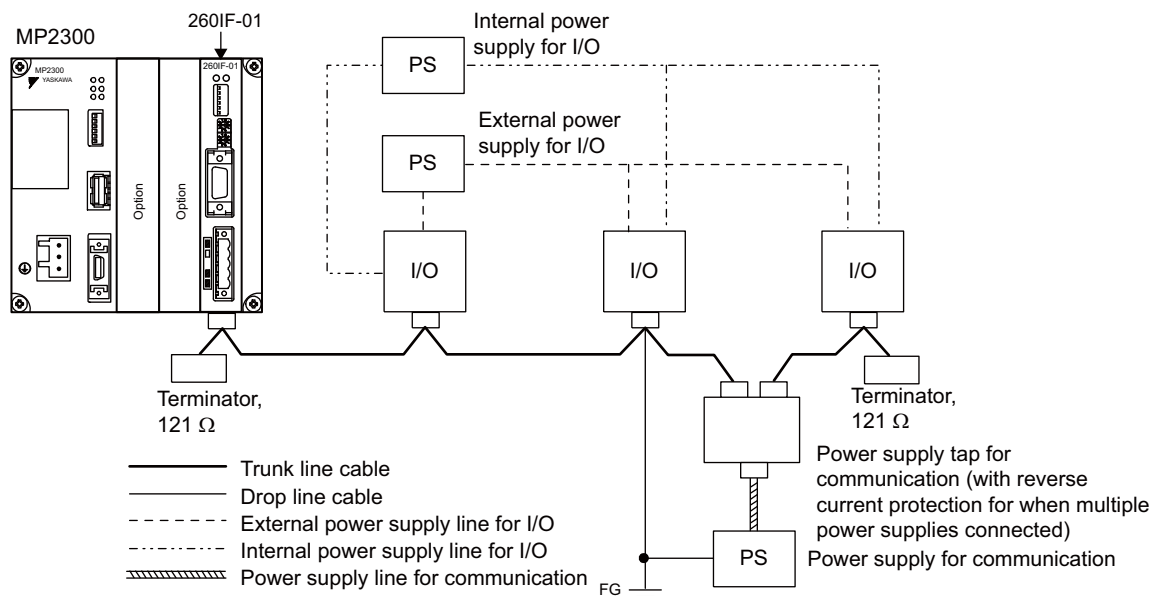 260IF-01
MP2300
MP2300
YASKAWA
260IF-01
Option
Option
Internal power
supply for I/O
PS
External power
supply for I/O
PS
I/O
I/O
I/O
Terminator,
121 Ω
Terminator,
121 Ω
Trunk line cable
Drop line cable
External power supply line for I/O
Internal power supply line for I/O
Power supply line for communication
Power supply tap for
communication (with reverse
current protection for when multiple
power supplies connected)
PS
Power supply for communication
FG